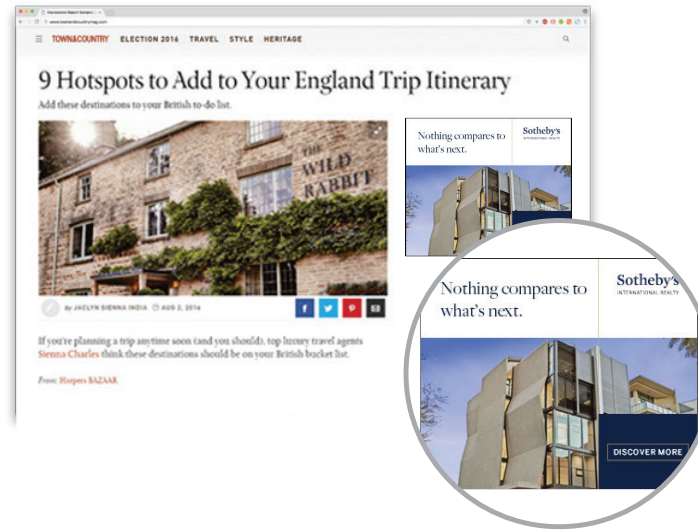 www.townandcountrymag.com
TOWN&COUNTRY ELECTION 2016 TRAVEL STYLE HERITAGE
9 Hotspots to Add to Your England Trip Itinerary
Add these destinations to your British to-do list.
THE
WILD
RABBIT
Nothing compares to
what's next.
Sotheby's
INTERNATIONAL REALTY
by JACLYN SIENNA INDIA AUG 2, 2016
If you're planning a trip anytime soon (and you should), top luxury travel agents
Sienna Charles think these destinations should be on your British bucket list.
From: Harpers BAZAAR
Nothing compares to
what's next.
Sotheby's
INTERNATIONAL REALTY
DISCOVER MORE